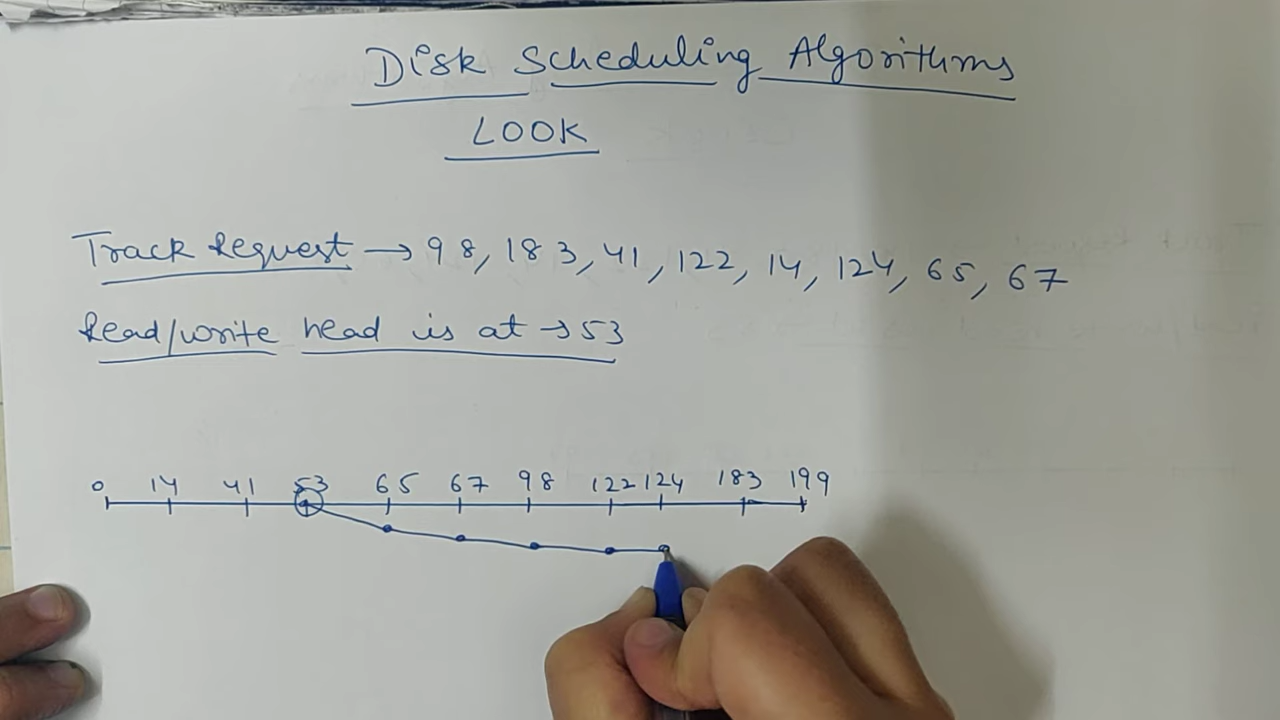 Disk Scheduling Algorithms
LOOK
Track Request → 98, 183, 41, 122, 14, 124, 65, 67
Read/write head is at → 53
0 14 41 53 65 67 98 122 124 183 199